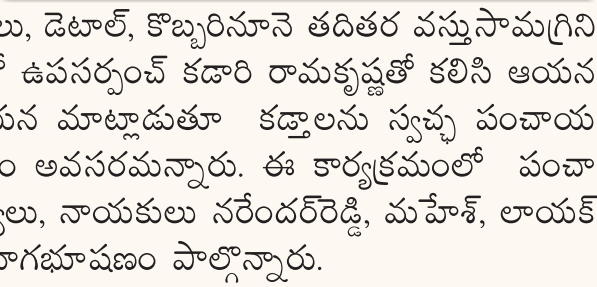 లు, డెటాల్, కొబ్బరినూనె తదితర వస్తుసామగ్రిని
ఉపసర్పంచ్ కడారి రామకృష్ణతో కలిసి ఆయన
మాట్లాడుతూ కడ్తాలను స్వచ్ఛ పంచాయ
అవసరమన్నారు. ఈ కార్యక్రమంలో పంచా
లు, నాయకులు నరేందర్‌రెడ్డి, మహేశ్, లాయక్
పాల్గొన్నారు.